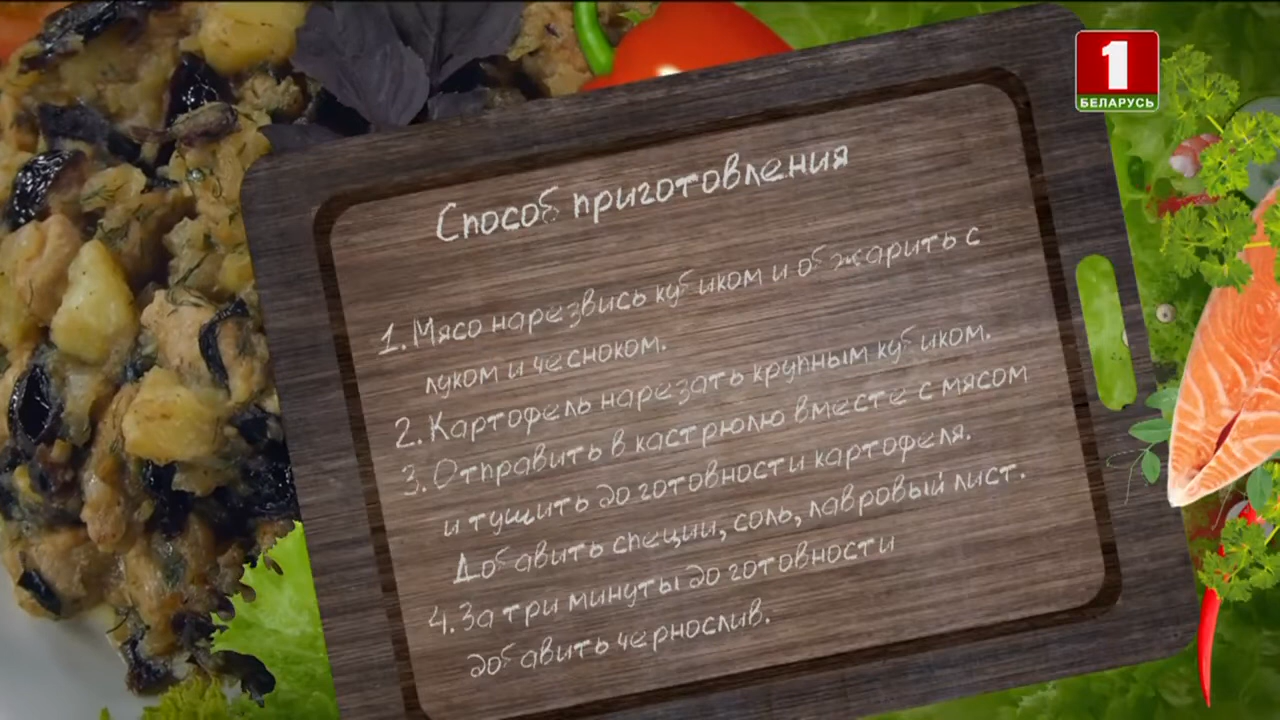 1
БЕЛАРУСЬ
Способ приготовления
1. Мясо нарезвись кубиком и обжарить с
луком и чесноком.
2. Картофель нарезать крупным кубиком.
3. Отправить в кастрюлю вместе с мясом
и тушить до готовности картофеля.
Добавить специи, соль, лавровый лист.
4. За три минуты до готовности
добавить чернослив.